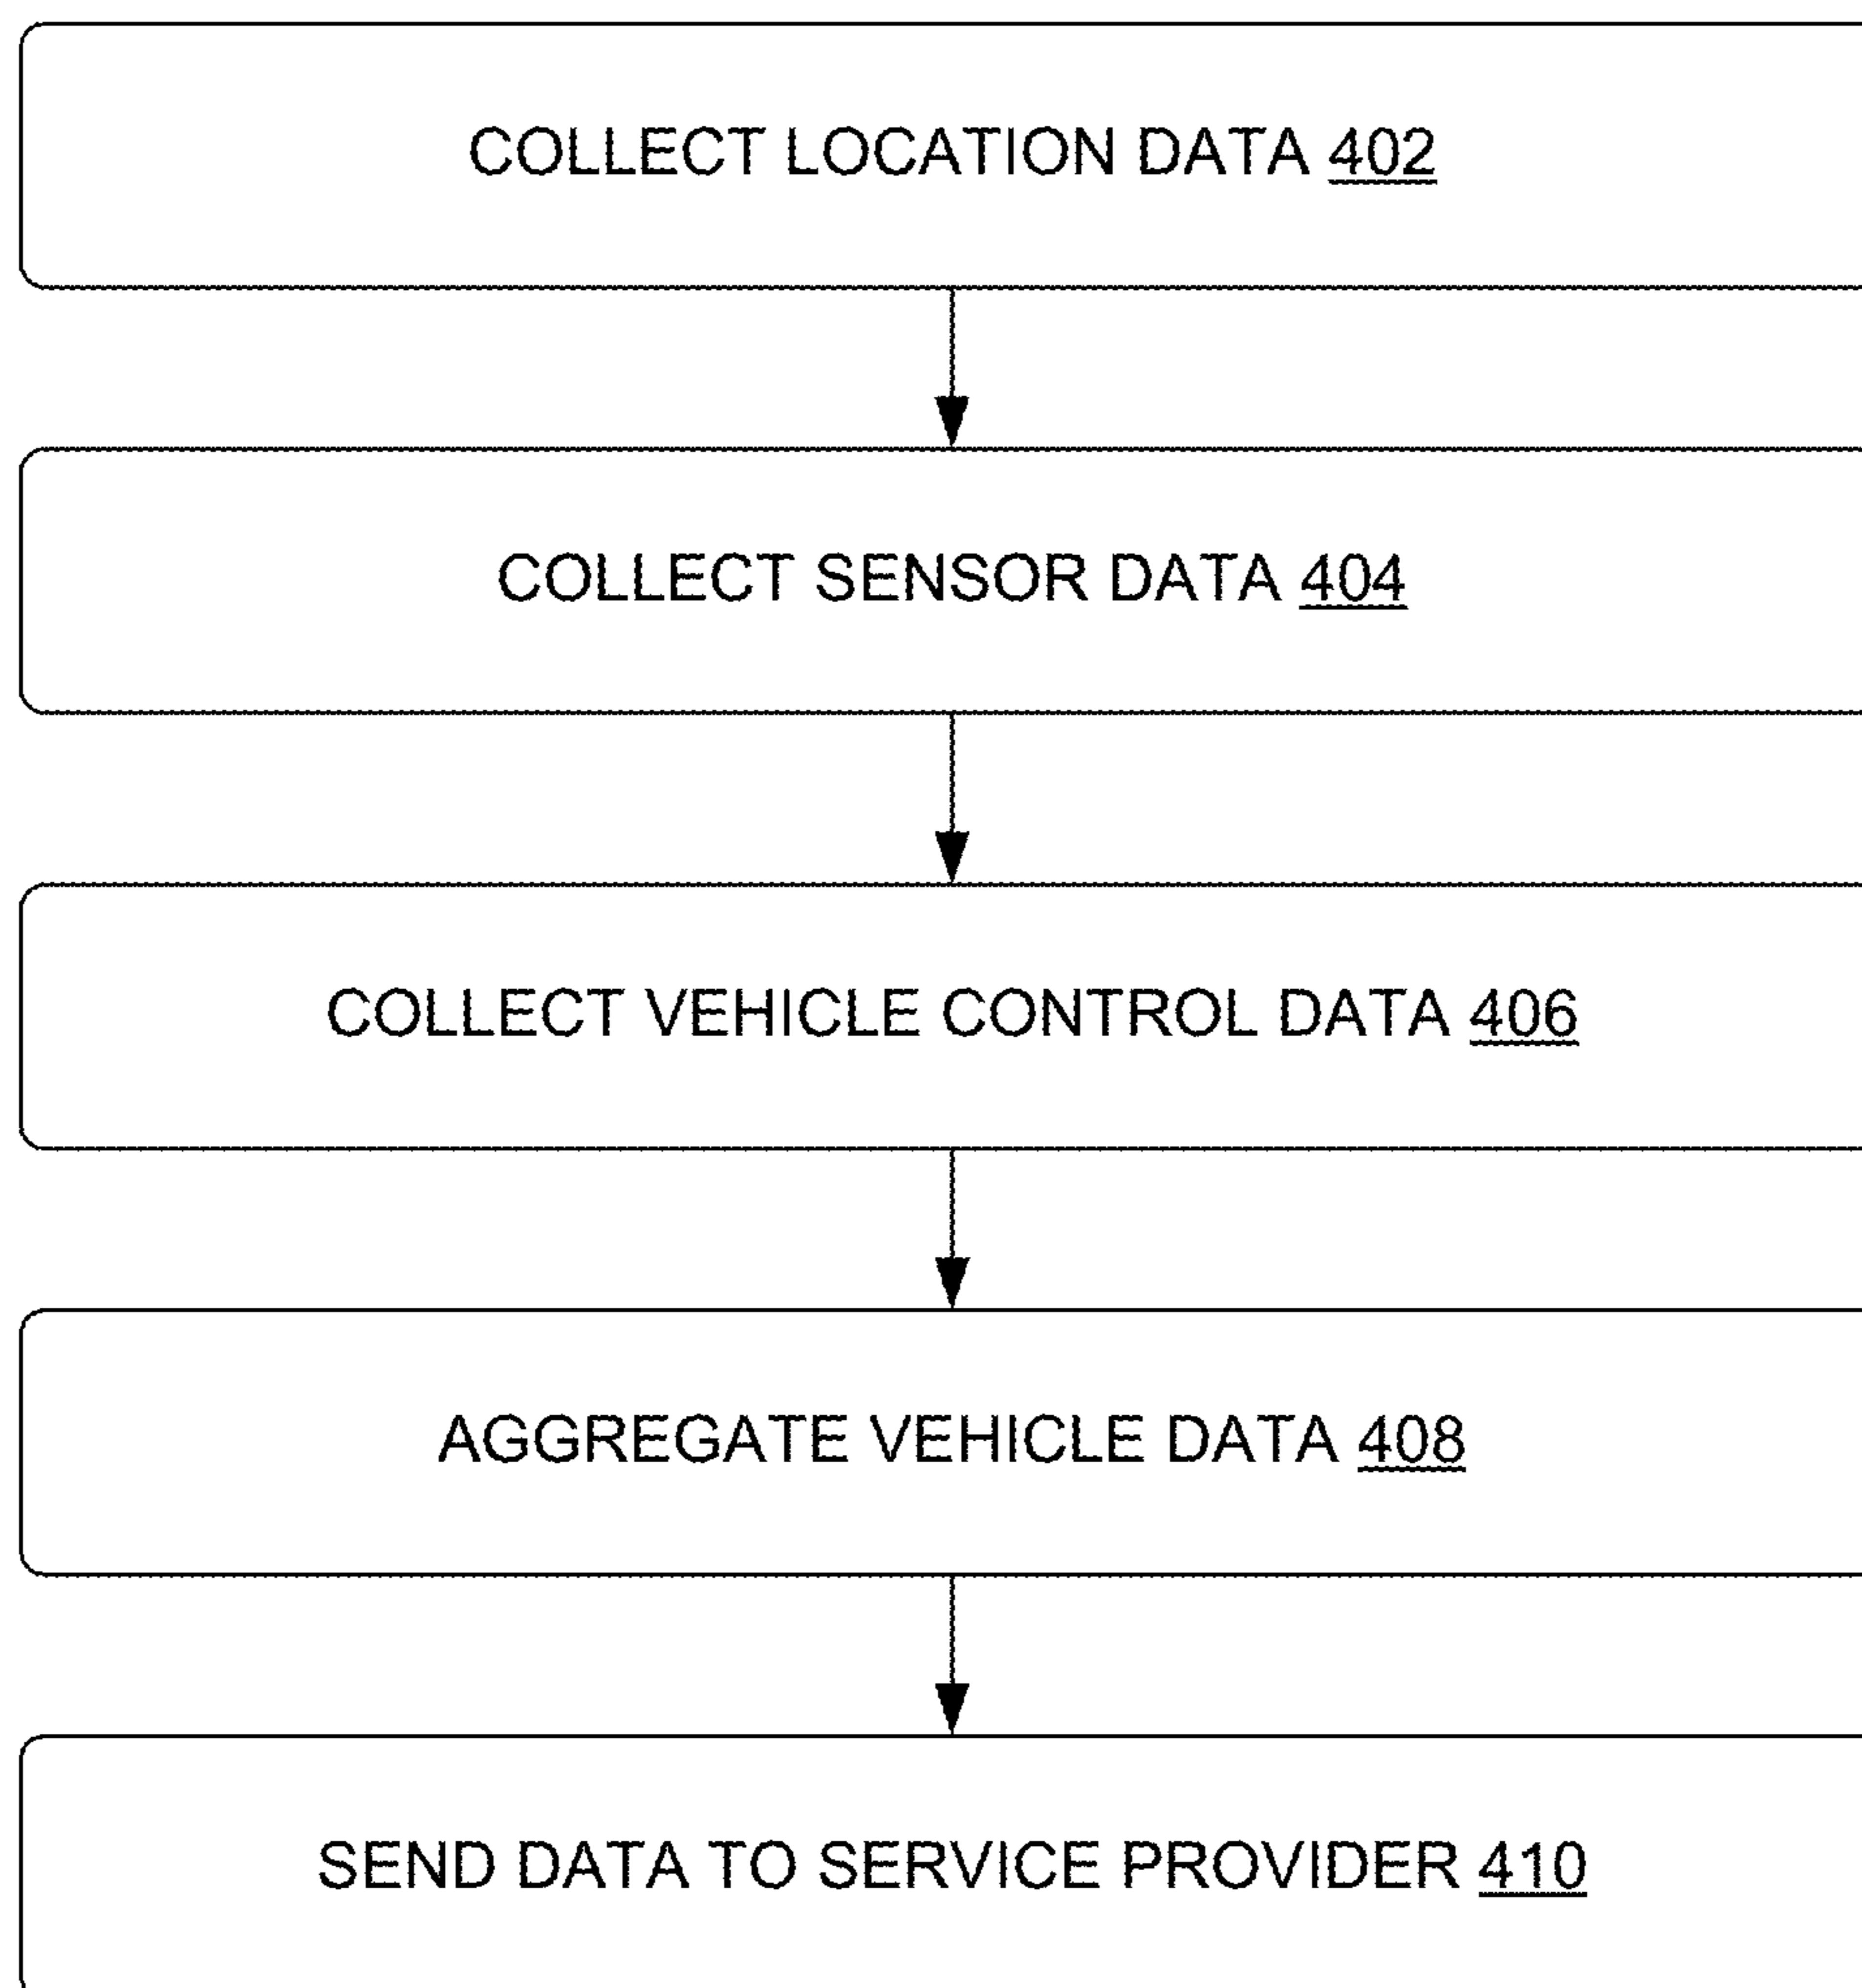 COLLECT LOCATION DATA 402
COLLECT SENSOR DATA 404
COLLECT VEHICLE CONTROL DATA 406
AGGREGATE VEHICLE DATA 408
SEND DATA TO SERVICE PROVIDER 410